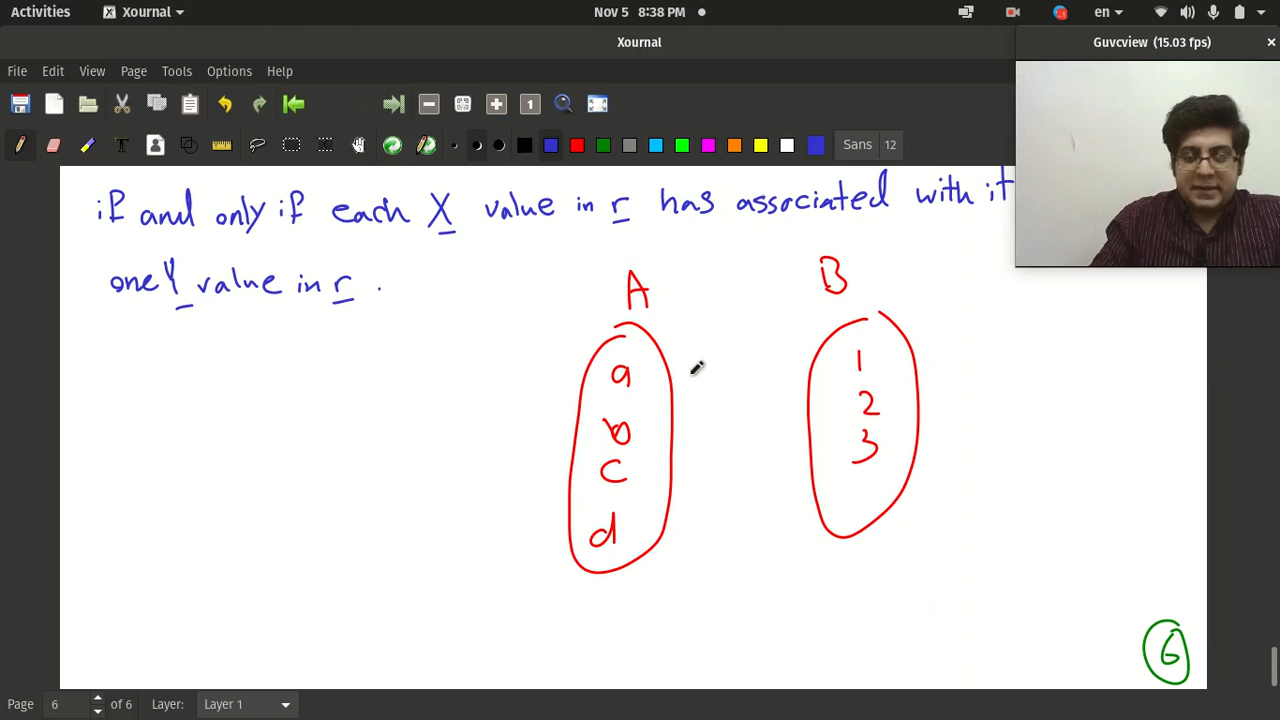 Activities Xournal Nov 5 8:38 PM en
Xournal
Guvcview (15.03 fps)
File Edit View Page Tools Options Help
1
T Sans 12
if and only if each X value in r has associated with it
one Y value in r .
A B
a 1
b 2
c 3
d
6
Page 6 of 6 Layer: Layer 1